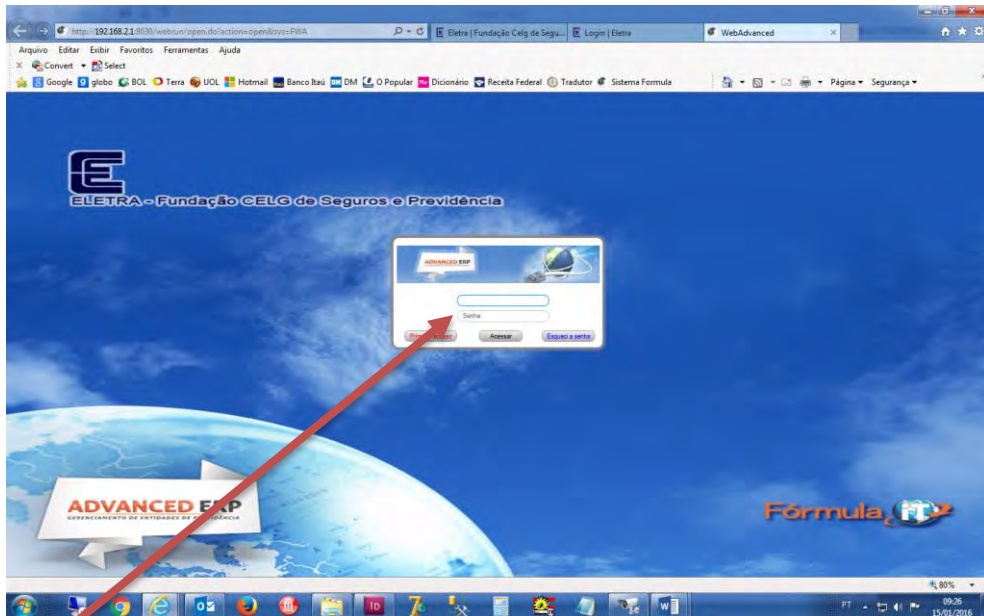 http://192.168.2.1:8030/websun/open.do?action=open&sys=FWA
Eletra | Fundação Celg de Segu...
Login | Eletra
WebAdvanced
Arquivo Editar Exibir Favoritos Ferramentas Ajuda
Convert Select
Google globo BOL Terra UOL Hotmail Banco Itaú DM O Popular Dicionário Receita Federal Tradutor Sistema Formula Página Segurança
E
ELETRA - Fundação CELG de Seguros e Previdência
ADVANCED ERP
Senha
Acessar Esqueci a senha
ADVANCED ERP
GERENCIAMENTO DE ENTIDADES DE PREVIDÊNCIA
Fórmula
80%
PT
09:26
15/01/2016